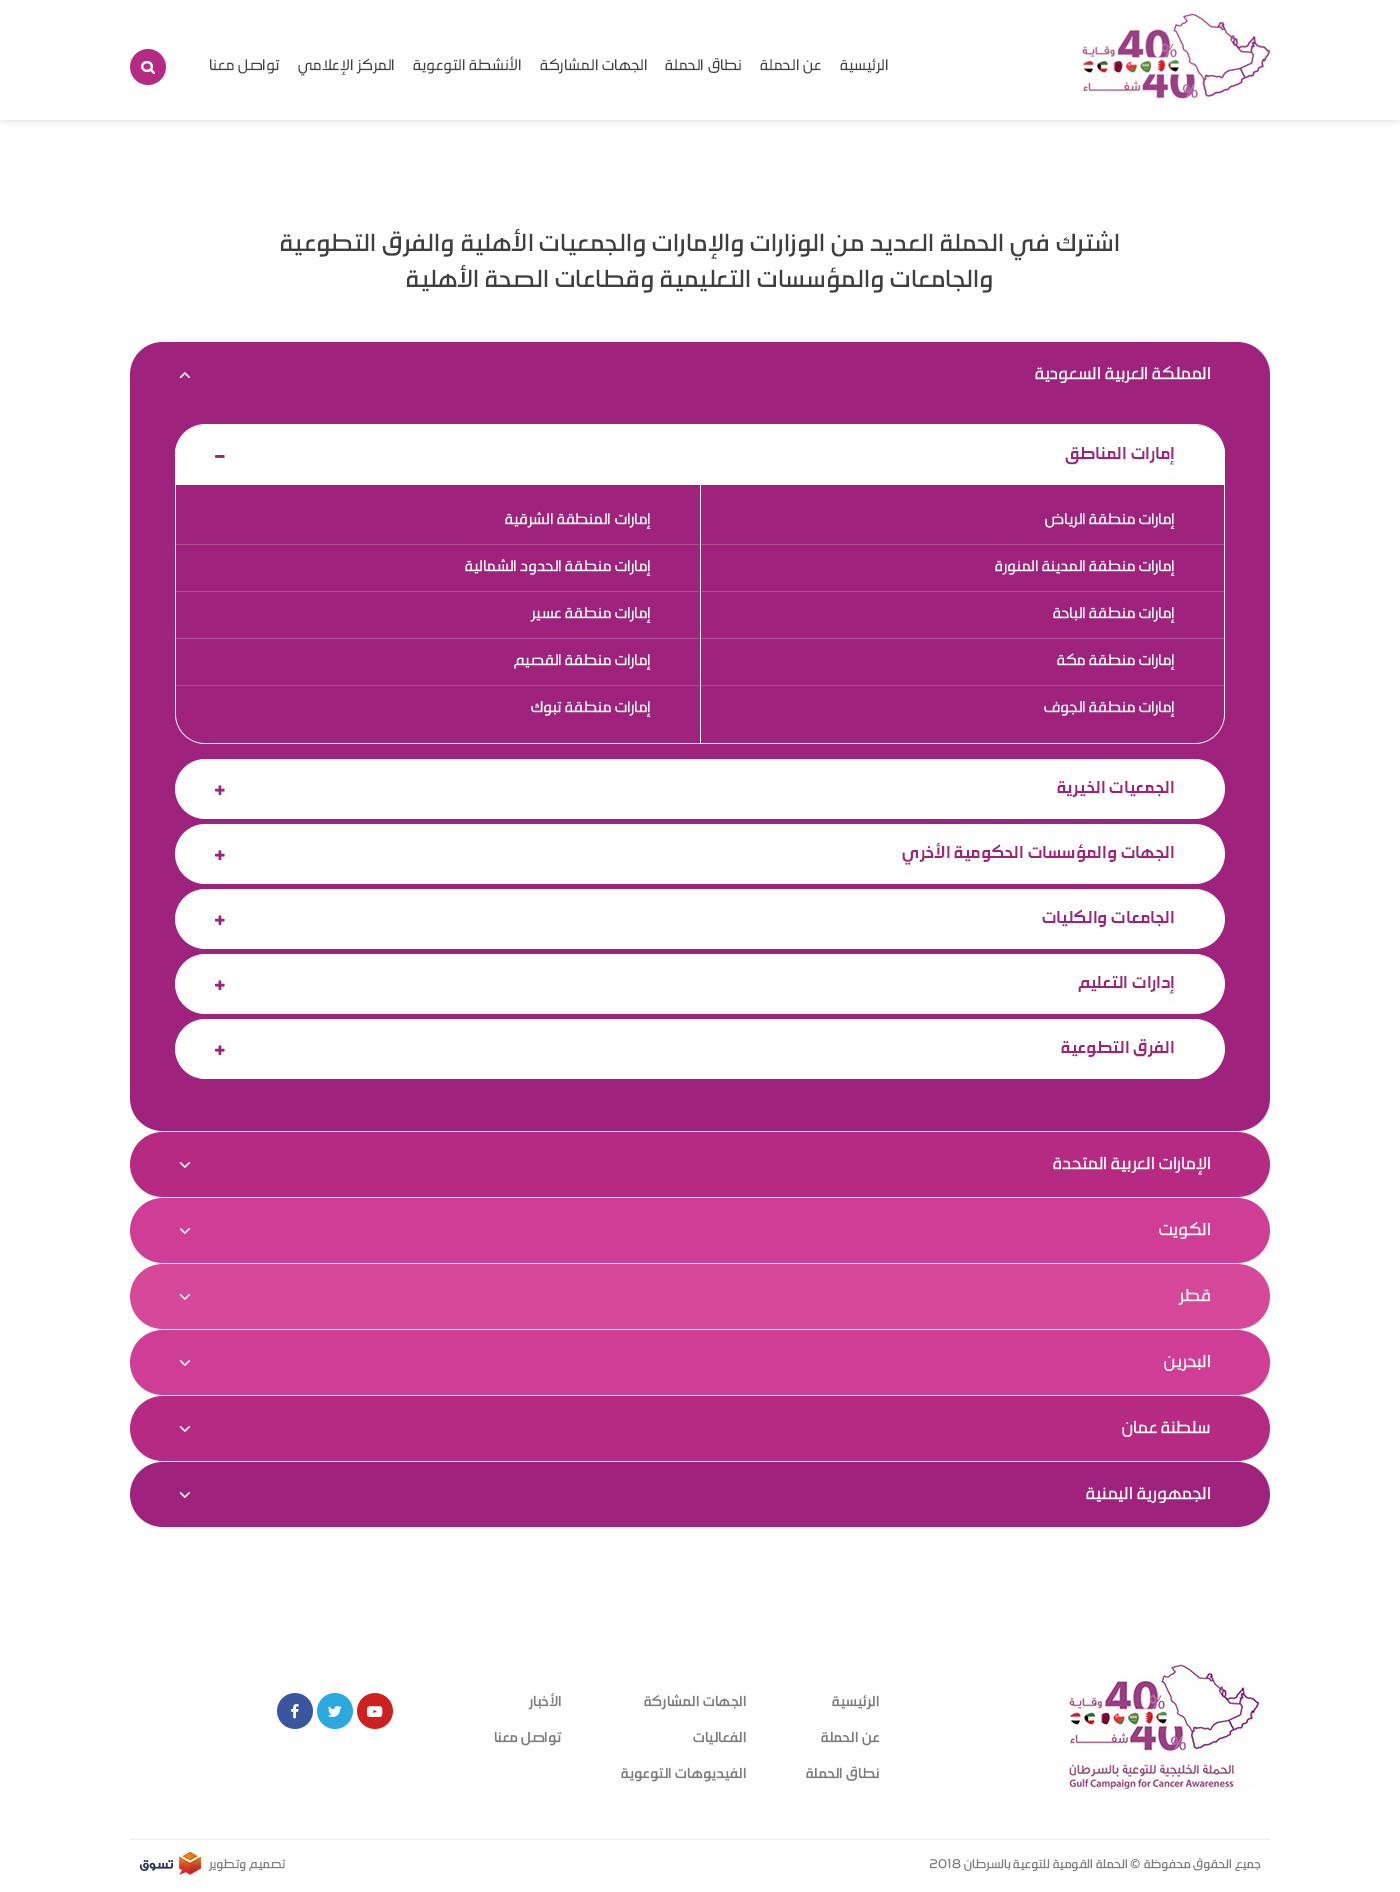 40% وقاية
40% شفاء
الرئيسية
عن الحملة
نطاق الحملة
الجهات المشاركة
الأنشطة التوعوية
المركز الإعلامي
تواصل معنا
اشترك في الحملة العديد من الوزارات والإمارات والجمعيات الأهلية والفرق التطوعية
والجامعات والمؤسسات التعليمية وقطاعات الصحة الأهلية
المملكة العربية السعودية
إمارات المناطق
إمارات منطقة الرياض
إمارات المنطقة الشرقية
إمارات منطقة المدينة المنورة
إمارات منطقة الحدود الشمالية
إمارات منطقة الباحة
إمارات منطقة عسير
إمارات منطقة مكة
إمارات منطقة القصيم
إمارات منطقة الجوف
إمارات منطقة تبوك
الجمعيات الخيرية
الجهات والمؤسسات الحكومية الأخري
الجامعات والكليات
إدارات التعليم
الفرق التطوعية
الإمارات العربية المتحدة
الكويت
قطر
البحرين
سلطنة عمان
الجمهورية اليمنية
40% وقاية
40% شفاء
الحملة الخليجية للتوعية بالسرطان
Gulf Campaign for Cancer Awareness
الرئيسية
عن الحملة
نطاق الحملة
الجهات المشاركة
الفعاليات
الفيديوهات التوعوية
الأخبار
تواصل معنا
جميع الحقوق محفوظة © الحملة القومية للتوعية بالسرطان 2018
تصميم وتطوير
تسوق